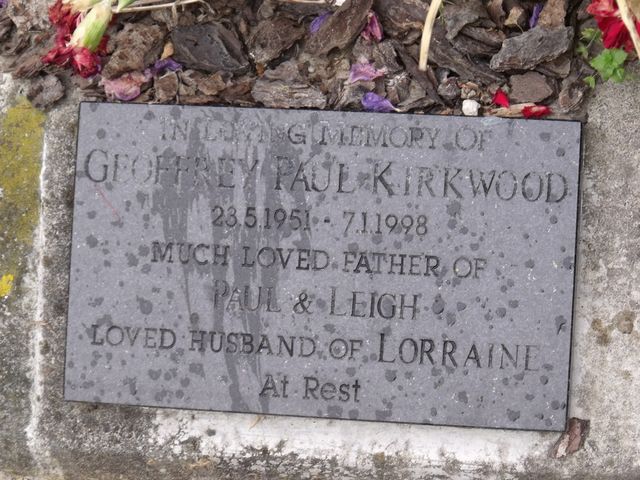 IN LOVING MEMORY OF
GEOFFREY PAUL KIRKWOOD
23.5.1951 - 7.1.1998
MUCH LOVED FATHER OF
PAUL & LEIGH
LOVED HUSBAND OF LORRAINE
At Rest